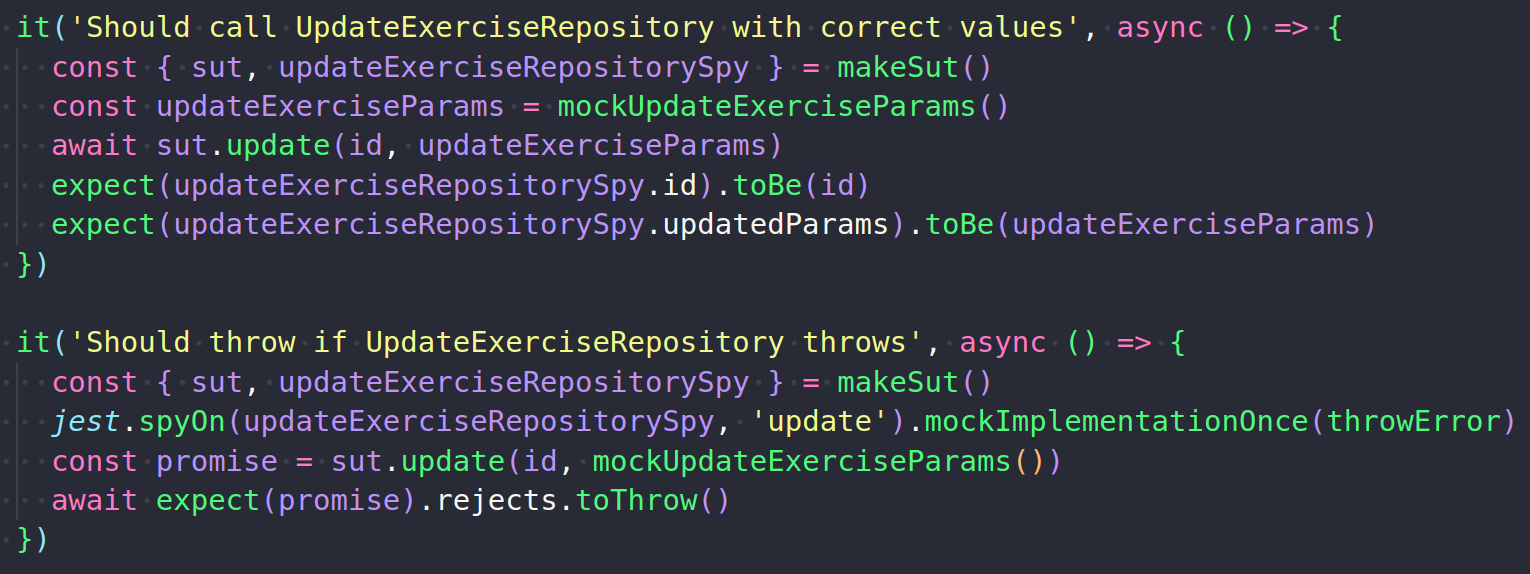 it('Should call UpdateExerciseRepository with correct values', async () => {
  const { sut, updateExerciseRepositorySpy } = makeSut()
  const updateExerciseParams = mockUpdateExerciseParams()
  await sut.update(id, updateExerciseParams)
  expect(updateExerciseRepositorySpy.id).toBe(id)
  expect(updateExerciseRepositorySpy.updatedParams).toBe(updateExerciseParams)
})

it('Should throw if UpdateExerciseRepository throws', async () => {
  const { sut, updateExerciseRepositorySpy } = makeSut()
  jest.spyOn(updateExerciseRepositorySpy, 'update').mockImplementationOnce(throwError)
  const promise = sut.update(id, mockUpdateExerciseParams())
  await expect(promise).rejects.toThrow()
})